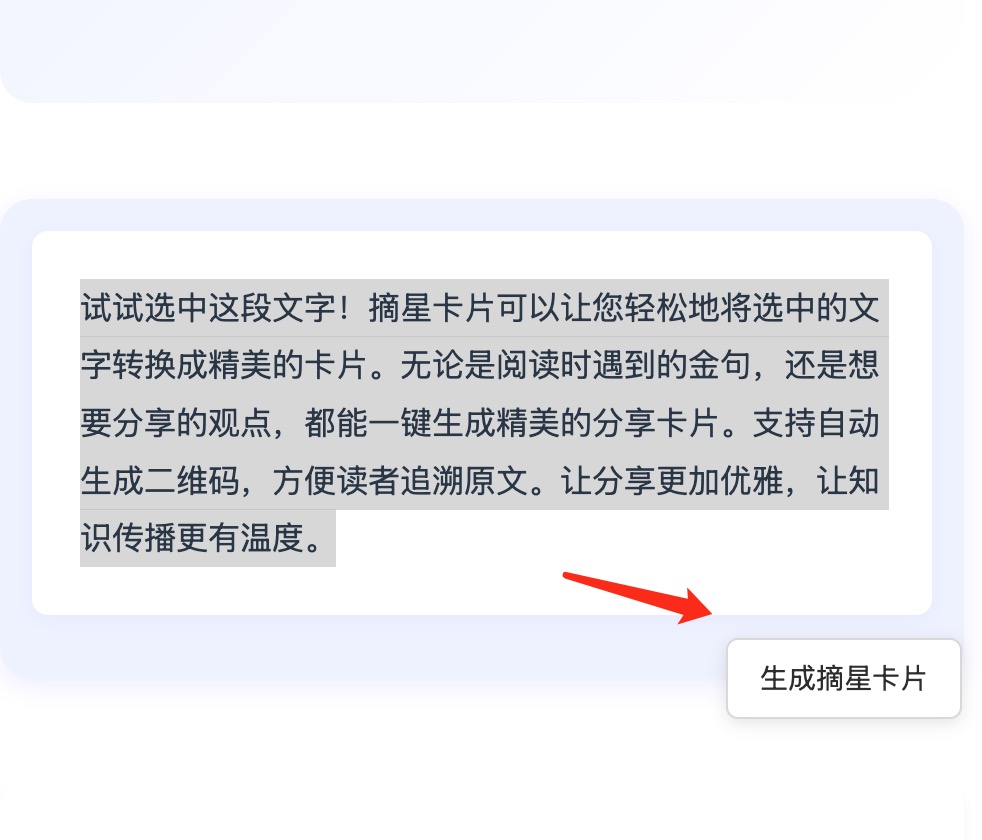 试试选中这段文字！摘星卡片可以让您轻松地将选中的文
字转换成精美的卡片。无论是阅读时遇到的金句，还是想
要分享的观点，都能一键生成精美的分享卡片。支持自动
生成二维码，方便读者追溯原文。让分享更加优雅，让知
识传播更有温度。
生成摘星卡片